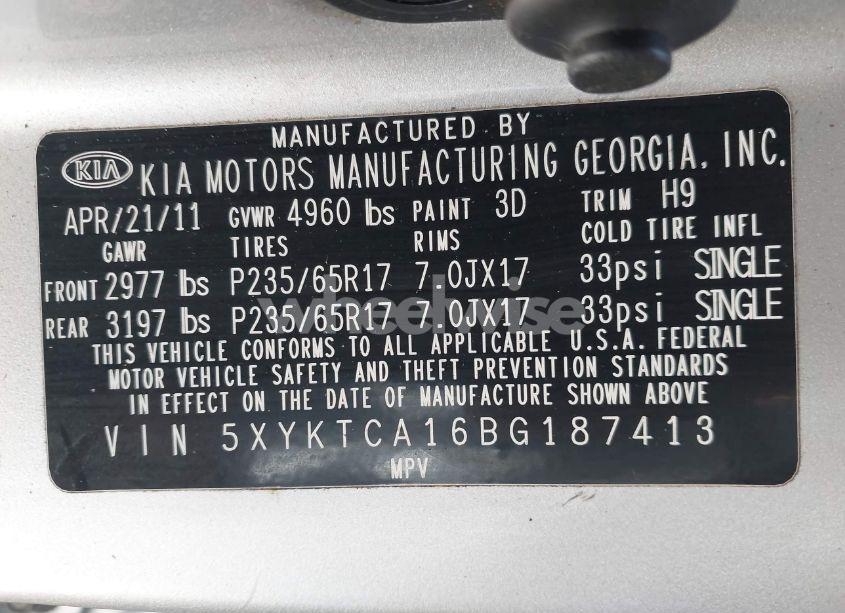 MANUFACTURED BY
KIA KIA MOTORS MANUFACTURING GEORGIA, INC.
APR/21/11 GVWR 4960 lbs PAINT 3D TRIM H9
GAWR TIRES RIMS COLD TIRE INFL
FRONT 2977 lbs P235/65R17 7.0JX17 33psi SINGLE
REAR 3197 lbs P235/65R17 7.0JX17 33psi SINGLE
wheelwise
THIS VEHICLE CONFORMS TO ALL APPLICABLE U.S.A. FEDERAL
MOTOR VEHICLE SAFETY AND THEFT PREVENTION STANDARDS
IN EFFECT ON THE DATE OF MANUFACTURE SHOWN ABOVE
VIN 5XYKTCA16BG187413
MPV